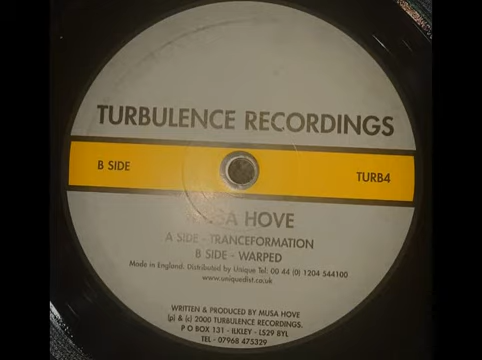 TURBULENCE RECORDINGS
B SIDE
TURB4
MUSA HOVE
A SIDE - TRANCEFORMATION
B SIDE - WARPED
Made in England. Distributed by Unique Tel: 00 44 (0) 1204 544100
www.uniquedist.co.uk
WRITTEN & PRODUCED BY MUSA HOVE
(p) & (c) 2000 TURBULENCE RECORDINGS.
P O BOX 131 - ILKLEY - LS29 8YL
TEL - 07968 475329